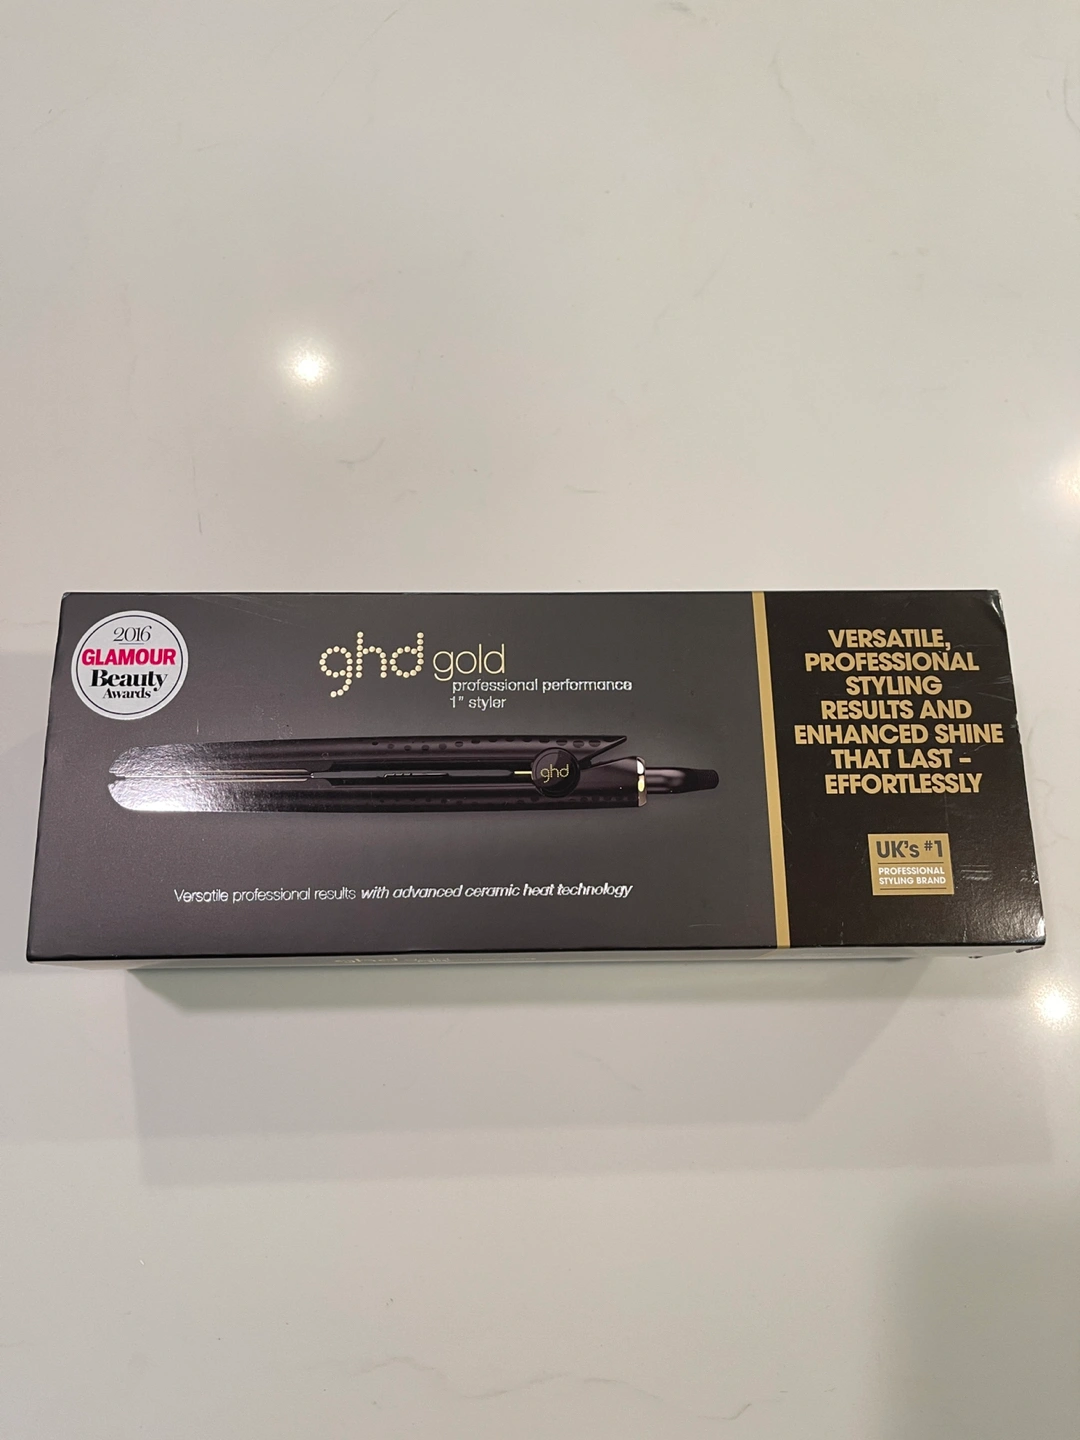 2016
GLAMOUR
Beauty
Awards
ghd gold
professional performance
1" styler
ghd
Versatile professional results with advanced ceramic heat technology
VERSATILE,
PROFESSIONAL
STYLING
RESULTS AND
ENHANCED SHINE
THAT LAST –
EFFORTLESSLY
UK's #1
PROFESSIONAL
STYLING BRAND